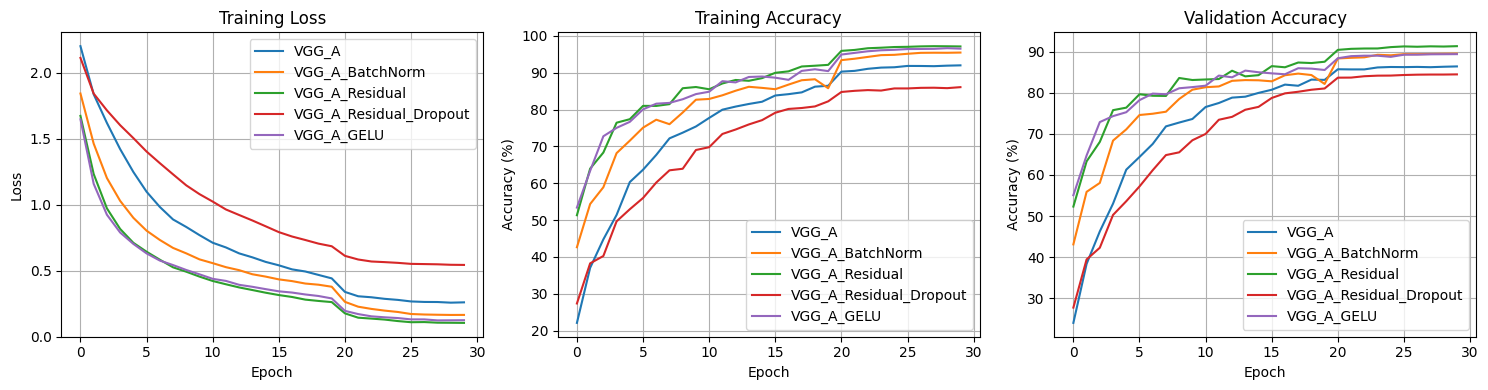 Training Loss
VGG_A
VGG_A_BatchNorm
VGG_A_Residual
VGG_A_Residual_Dropout
VGG_A_GELU
2.0
1.5
1.0
0.5
0.0
Loss
0 5 10 15 20 25 30
Epoch
Training Accuracy
100
90
80
70
60
50
40
30
20
Accuracy (%)
VGG_A
VGG_A_BatchNorm
VGG_A_Residual
VGG_A_Residual_Dropout
VGG_A_GELU
0 5 10 15 20 25 30
Epoch
Validation Accuracy
90
80
70
60
50
40
30
Accuracy (%)
VGG_A
VGG_A_BatchNorm
VGG_A_Residual
VGG_A_Residual_Dropout
VGG_A_GELU
0 5 10 15 20 25 30
Epoch